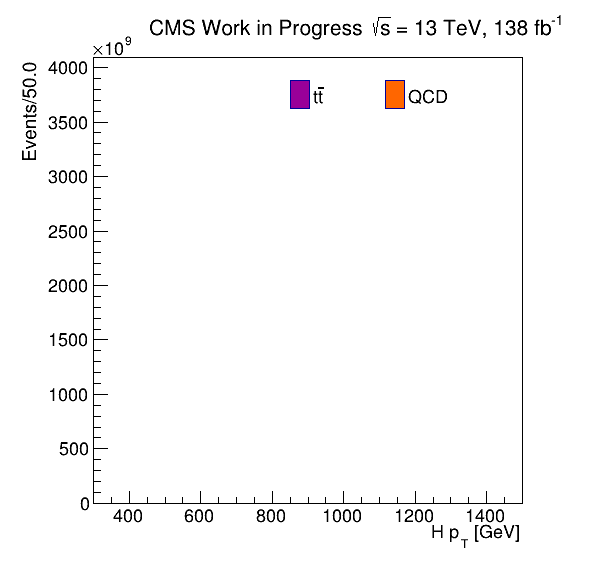 CMS Work in Progress √s = 13 TeV, 138 fb⁻¹
×10⁹
Events/50.0
4000
3500
3000
2500
2000
1500
1000
500
0
tt̄
QCD
400 600 800 1000 1200 1400
H p_T [GeV]